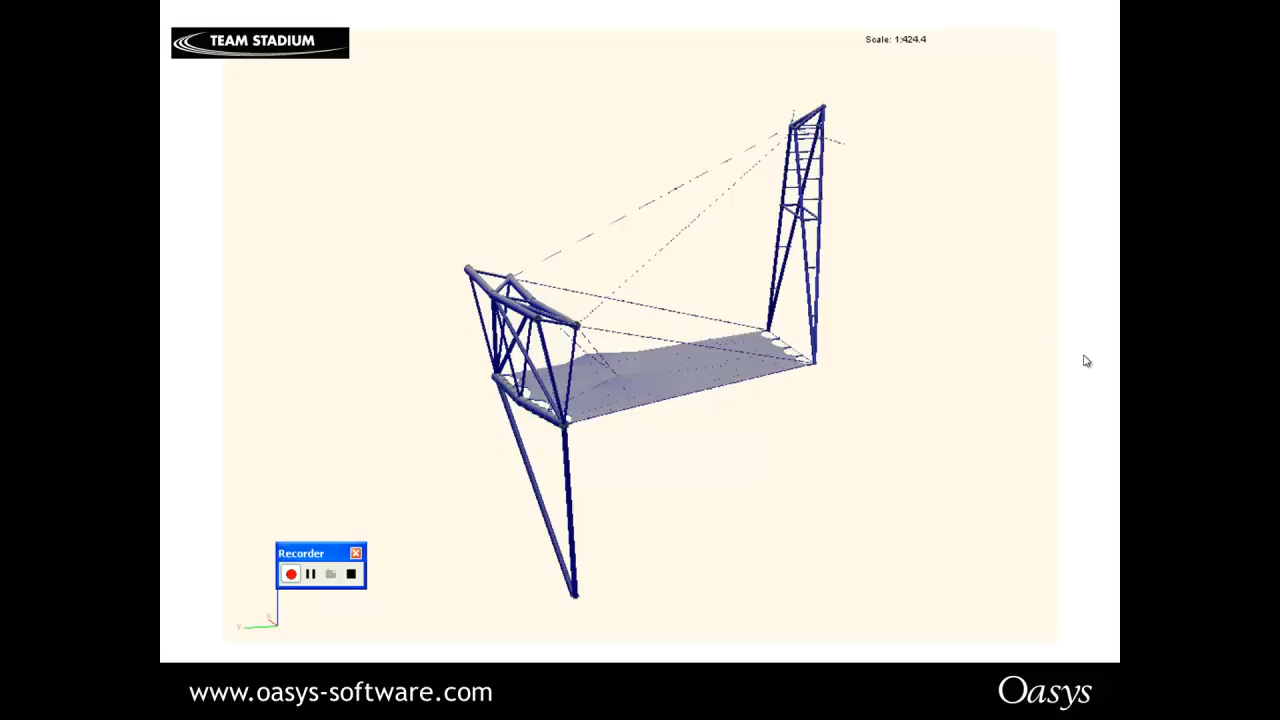 TEAM STADIUM
Scale: 1:424.4
Recorder
X
Y
www.oasys-software.com
Oasys